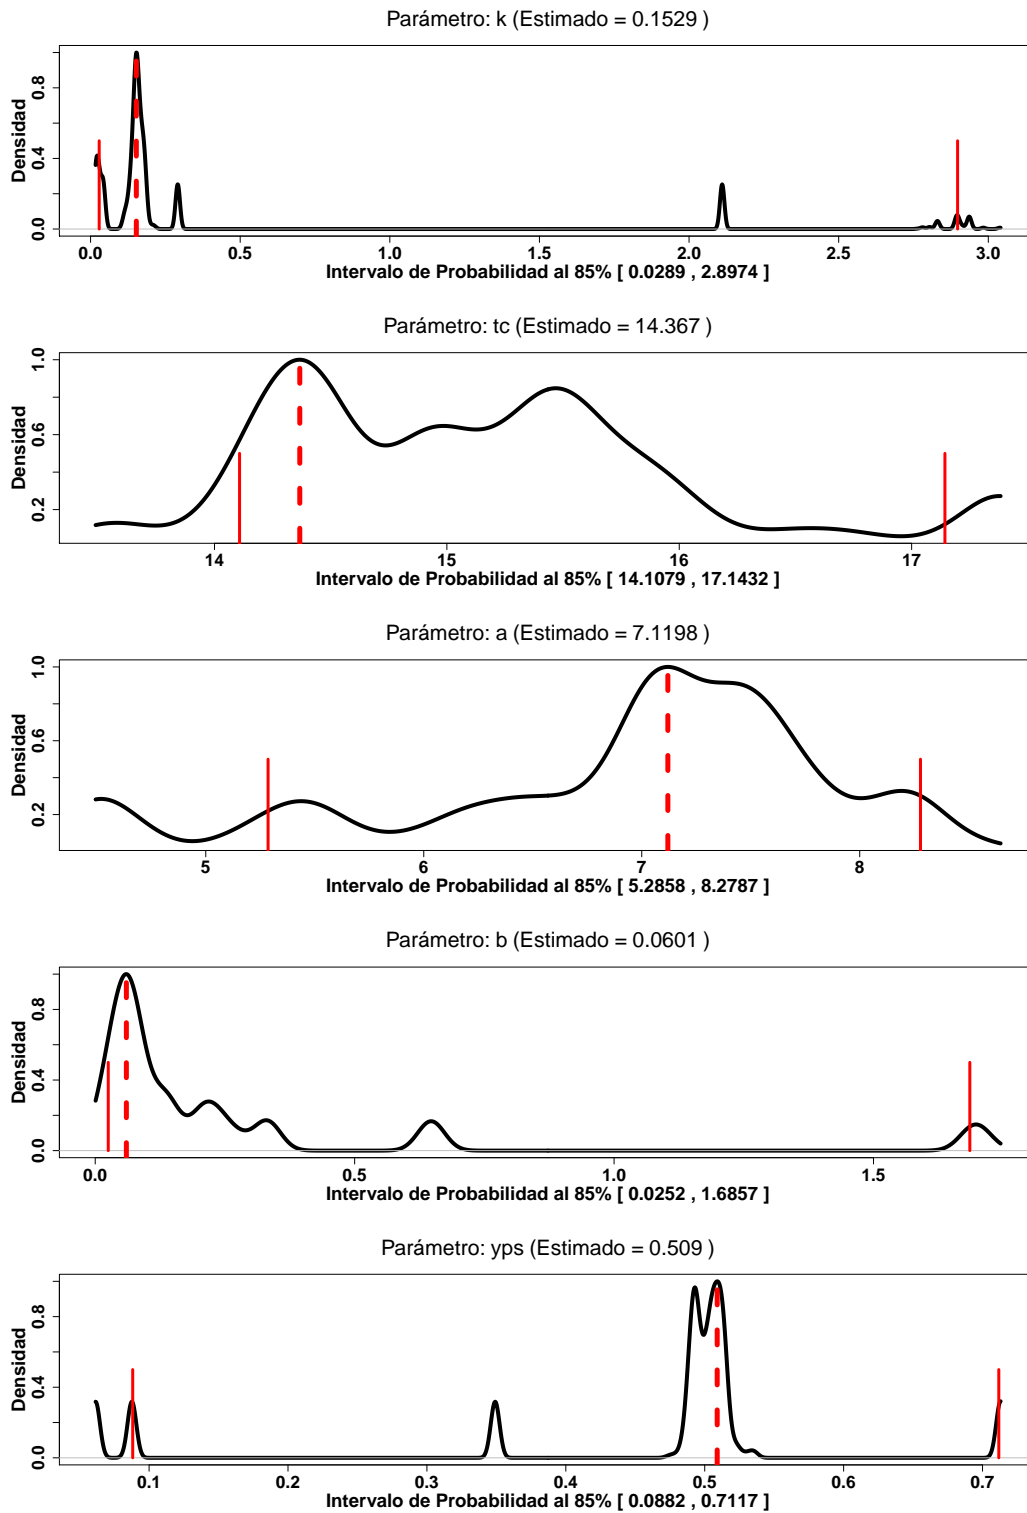 Parámetro: k (Estimado = 0.1529 )
Densidad
0.0 0.4 0.8
0.0 0.5 1.0 1.5 2.0 2.5 3.0
Intervalo de Probabilidad al 85% [ 0.0289 , 2.8974 ]
Parámetro: tc (Estimado = 14.367 )
Densidad
0.2 0.6 1.0
14 15 16 17
Intervalo de Probabilidad al 85% [ 14.1079 , 17.1432 ]
Parámetro: a (Estimado = 7.1198 )
Densidad
0.2 0.6 1.0
5 6 7 8
Intervalo de Probabilidad al 85% [ 5.2858 , 8.2787 ]
Parámetro: b (Estimado = 0.0601 )
Densidad
0.0 0.4 0.8
0.0 0.5 1.0 1.5
Intervalo de Probabilidad al 85% [ 0.0252 , 1.6857 ]
Parámetro: yps (Estimado = 0.509 )
Densidad
0.0 0.4 0.8
0.1 0.2 0.3 0.4 0.5 0.6 0.7
Intervalo de Probabilidad al 85% [ 0.0882 , 0.7117 ]